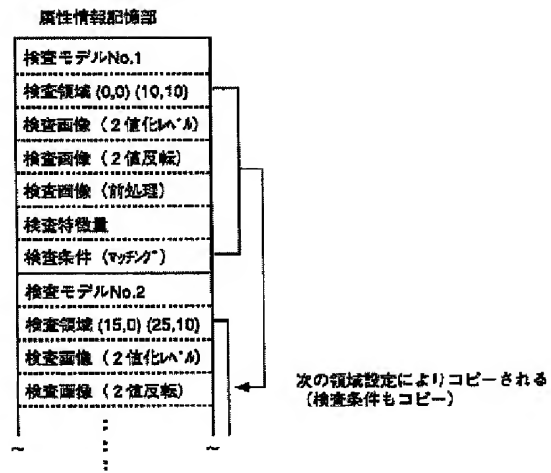 属性情報記憶部
検査モデルNo.1
検査領域 (0,0) (10,10)
検査画像 (２値化ﾚﾍﾞﾙ)
検査画像 (２値反転)
検査画像 (前処理)
検査特徴量
検査条件 (ﾏｯﾁﾝｸﾞ)
検査モデルNo.2
検査領域 (15,0) (25,10)
検査画像 (２値化ﾚﾍﾞﾙ)
検査画像 (２値反転)
次の領域設定によりコピーされる
(検査条件もコピー)